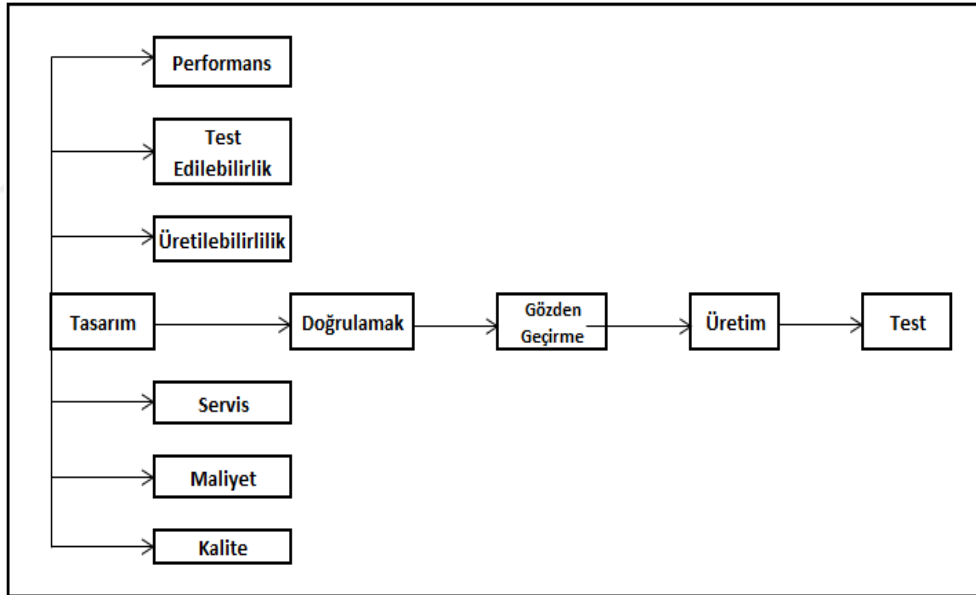 Performans
Test
Edilebilirlik
Üretilebilirlilik
Tasarım
Doğrulamak
Gözden
Geçirme
Üretim
Test
Servis
Maliyet
Kalite